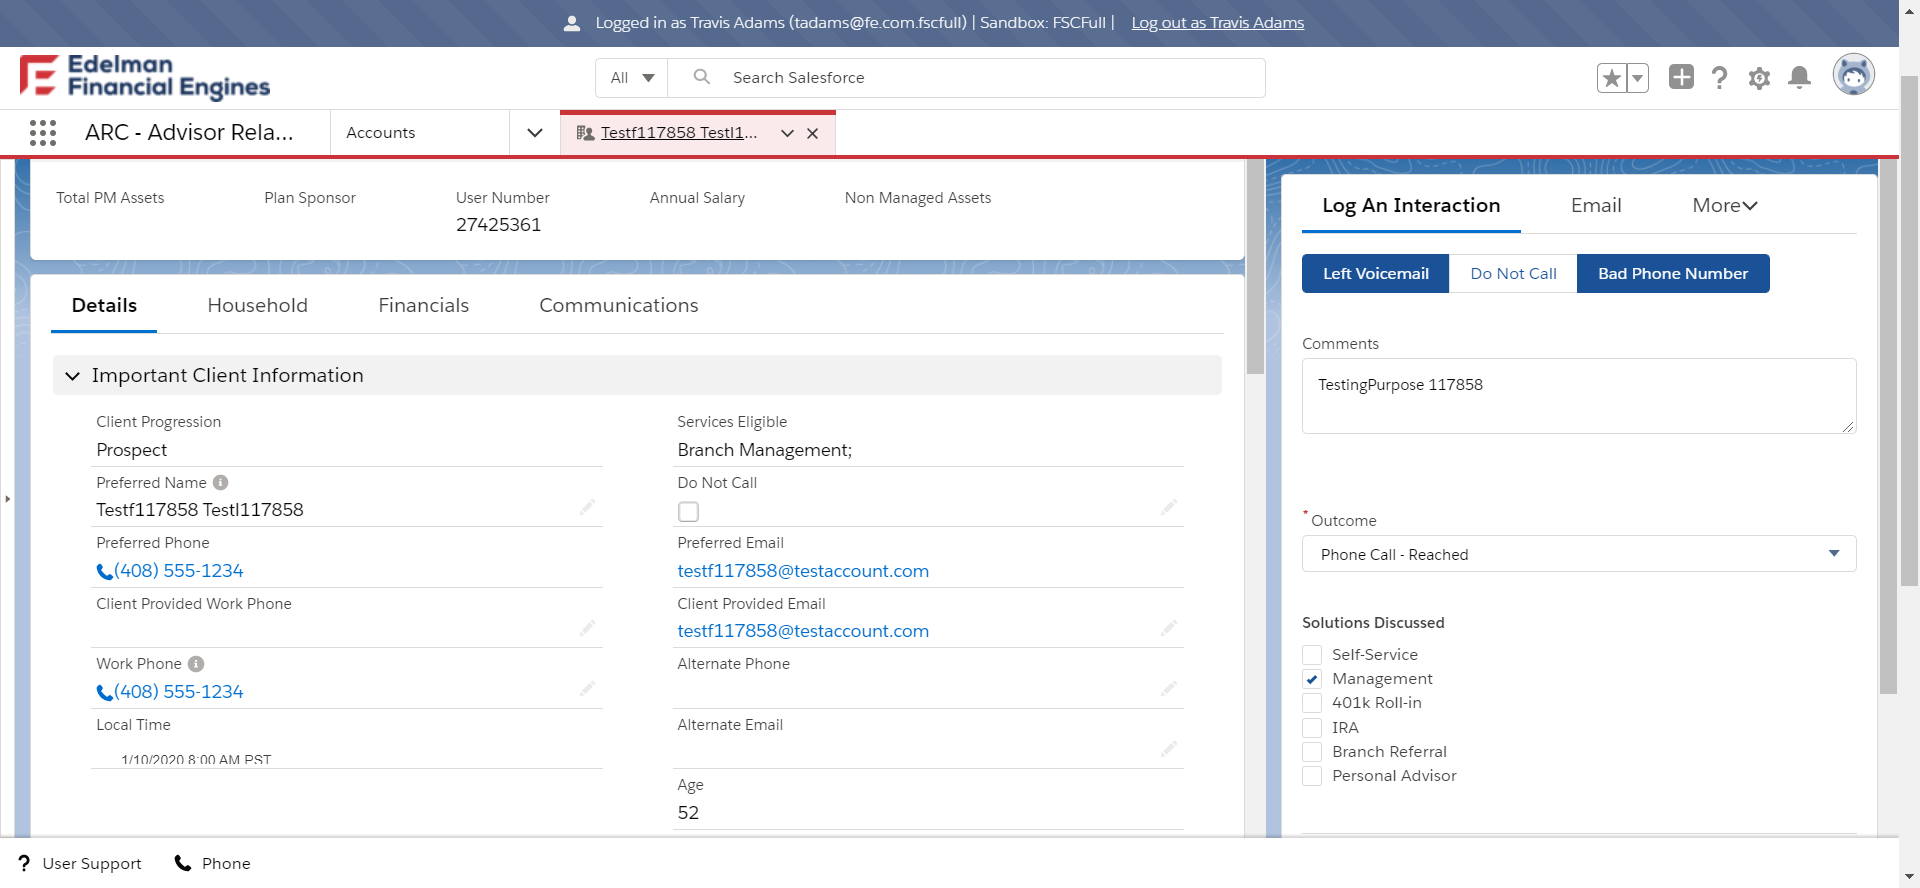 Logged in as Travis Adams (tadams@fe.com.fscfull) | Sandbox: FSCFull | Log out as Travis Adams
Edelman
Financial Engines
All
Search Salesforce
ARC - Advisor Rela...
Accounts
Testf117858 Testl1...
Total PM Assets
Plan Sponsor
User Number
27425361
Annual Salary
Non Managed Assets
Details
Household
Financials
Communications
Important Client Information
Client Progression
Prospect
Services Eligible
Branch Management;
Preferred Name
Testf117858 Testl117858
Do Not Call
Preferred Phone
(408) 555-1234
Preferred Email
testf117858@testaccount.com
Client Provided Work Phone
Client Provided Email
testf117858@testaccount.com
Work Phone
(408) 555-1234
Alternate Phone
Local Time
1/10/2020 8:00 AM PST
Alternate Email
Age
52
Log An Interaction
Email
More
Left Voicemail
Do Not Call
Bad Phone Number
Comments
TestingPurpose 117858
*Outcome
Phone Call - Reached
Solutions Discussed
Self-Service
Management
401k Roll-in
IRA
Branch Referral
Personal Advisor
? User Support
Phone